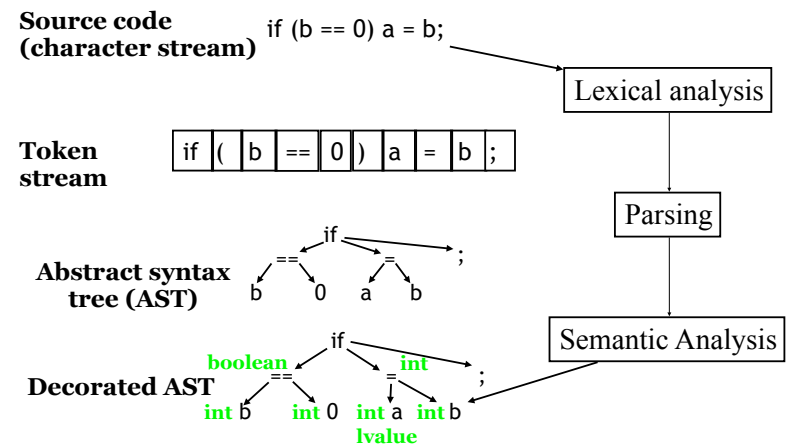 Source code
(character stream) if (b == 0) a = b;
Lexical analysis
Token
stream
if ( b == 0 ) a = b ;
Parsing
if
== = ;
Abstract syntax
tree (AST)
b 0 a b
Semantic Analysis
if
boolean int
== = ;
Decorated AST
int b int 0 int a int b
lvalue